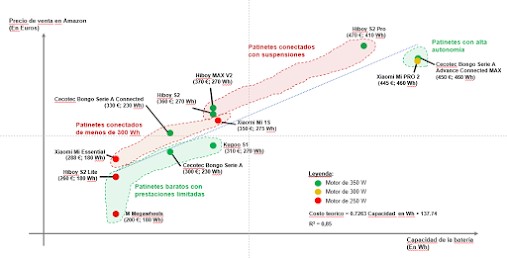 Precio de venta en Amazon
(En Euros)
Hiboy S2 Pro
(470 €; 410 Wh)
Patinetes conectados
con suspensiones
Patinetes con alta
autonomía
Cecotec Bongo Serie A
Advance Connected MAX
(450 €; 468 Wh)
Xiaomi Mi PRO 2
(445 €; 460 Wh)
Hiboy MAX V2
(370 €; 270 Wh)
Hiboy S2
(360 €; 270 Wh)
Cecotec Bongo Serie A Connected
(330 €; 230 Wh)
Xiaomi Mi 1S
(350 €; 275 Wh)
Patinetes conectados
de menos de 300 Wh
Xiaomi Mi Essential
(288 €; 180 Wh)
Kugoo S1
(310 €; 270 Wh)
Hiboy S2 Lite
(260 €; 180 Wh)
Cecotec Bongo Serie A
(300 €; 230 Wh)
Patinetes baratos con
prestaciones limitadas
M Megawheels
(200 €; 180 Wh)
Leyenda:
Motor de 350 W
Motor de 300 W
Motor de 250 W
Costo teorico = 0.7263 Capacidad en Wh + 137,74
R² = 0,85
Capacidad de la batería
(En Wh)